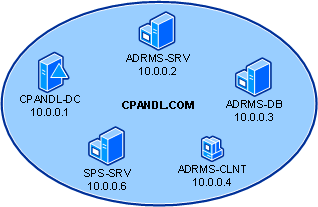 ADRMS-SRV
10.0.0.2
CPANDL-DC
10.0.0.1
CPANDL.COM
ADRMS-DB
10.0.0.3
SPS-SRV
10.0.0.6
ADRMS-CLNT
10.0.0.4